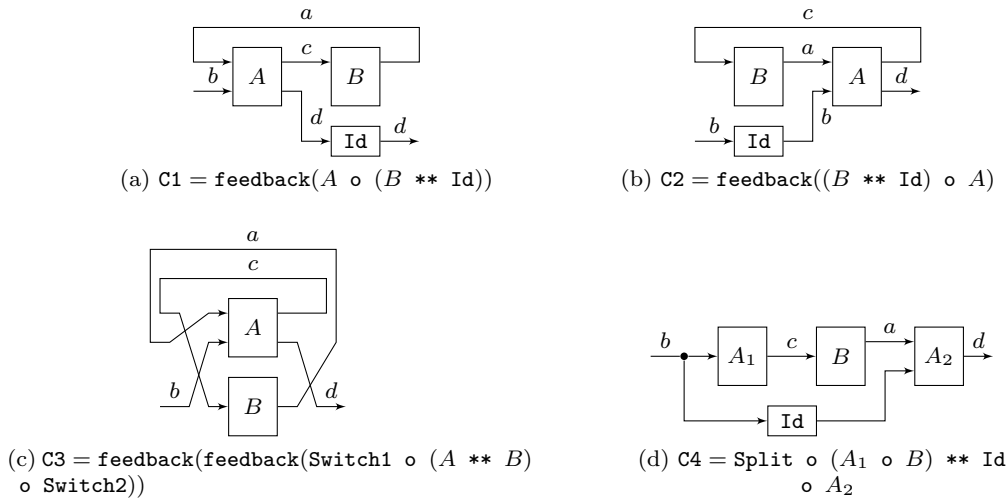 a
c
b
A
B
d
Id
d
(a) C1 = feedback(A o (B ** Id))
c
a
B
A
d
b
b
Id
(b) C2 = feedback((B ** Id) o A)
a
c
A
b
B
d
(c) C3 = feedback(feedback(Switch1 o (A ** B)
o Switch2))
b
A₁
c
B
a
A₂
d
Id
(d) C4 = Split o (A₁ o B) ** Id
o A₂